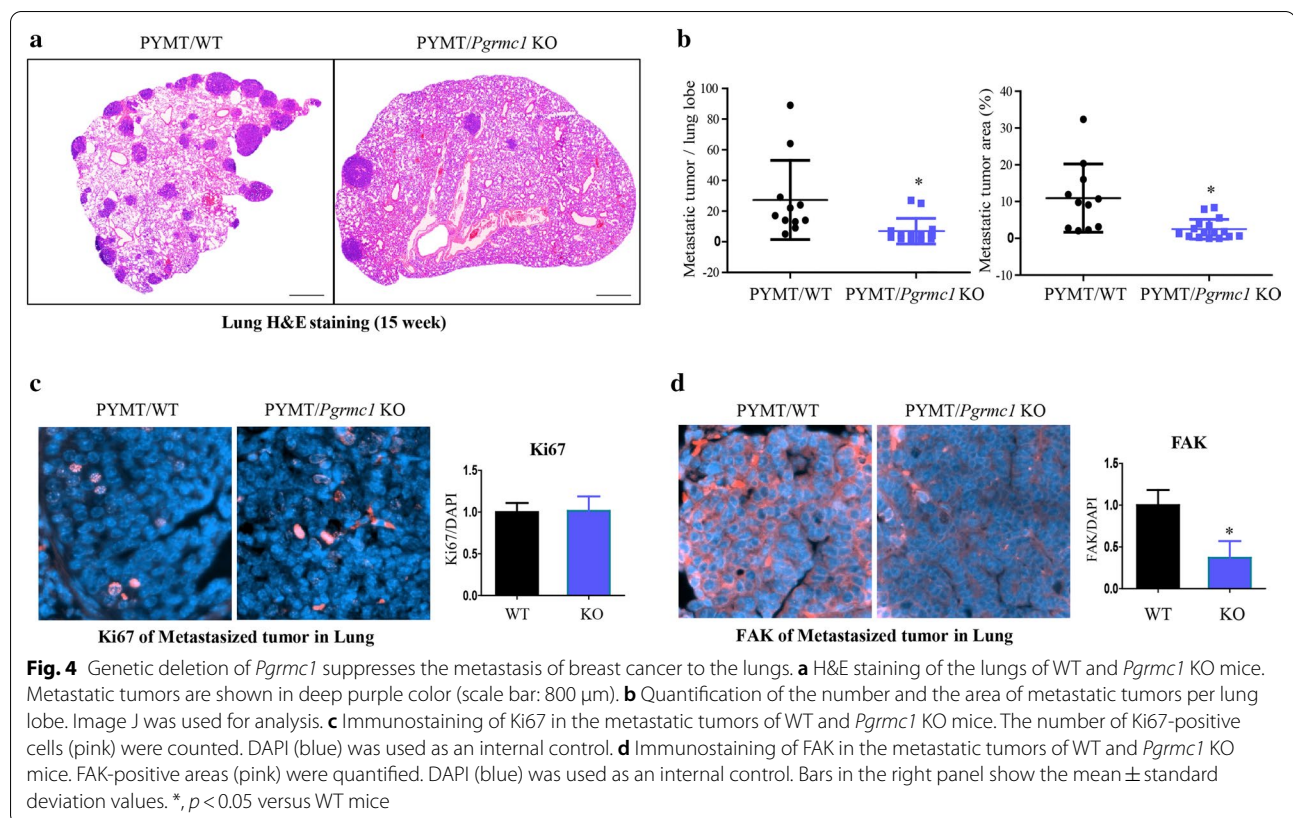 a
PYMT/WT
PYMT/Pgrmc1 KO
Lung H&E staining (15 week)
b
Metastatic tumor / lung lobe
100
80
60
40
20
0
-20
PYMT/WT
PYMT/Pgrmc1 KO
*
Metastatic tumor area (%)
40
30
20
10
0
-10
PYMT/WT
PYMT/Pgrmc1 KO
*
c
PYMT/WT
PYMT/Pgrmc1 KO
Ki67 of Metastasized tumor in Lung
Ki67
Ki67/DAPI
1.5
1.0
0.5
0.0
WT
KO
d
PYMT/WT
PYMT/Pgrmc1 KO
FAK of Metastasized tumor in Lung
FAK
FAK/DAPI
1.5
1.0
0.5
0.0
*
WT
KO
Fig. 4 Genetic deletion of Pgrmc1 suppresses the metastasis of breast cancer to the lungs. a H&E staining of the lungs of WT and Pgrmc1 KO mice.
Metastatic tumors are shown in deep purple color (scale bar: 800 μm). b Quantification of the number and the area of metastatic tumors per lung
lobe. Image J was used for analysis. c Immunostaining of Ki67 in the metastatic tumors of WT and Pgrmc1 KO mice. The number of Ki67-positive
cells (pink) were counted. DAPI (blue) was used as an internal control. d Immunostaining of FAK in the metastatic tumors of WT and Pgrmc1 KO
mice. FAK-positive areas (pink) were quantified. DAPI (blue) was used as an internal control. Bars in the right panel show the mean ± standard
deviation values. *, p < 0.05 versus WT mice